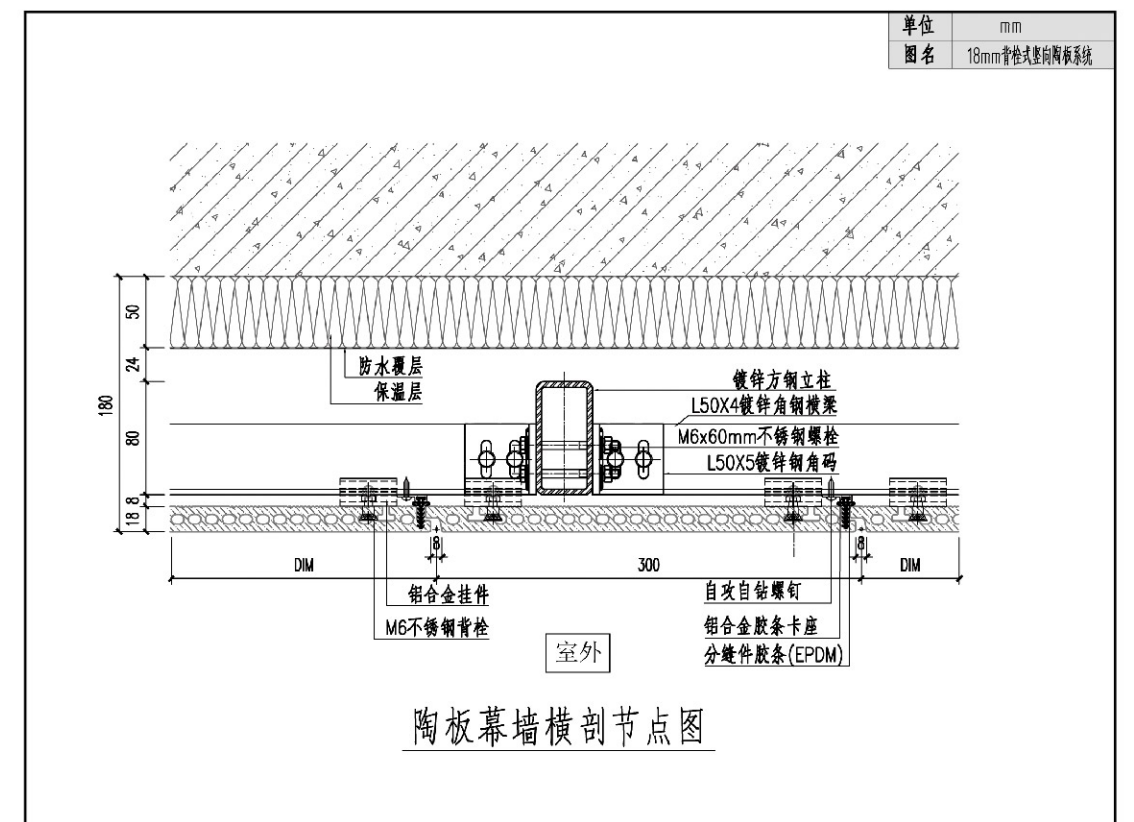 单位 mm
图名 18mm背栓式竖向陶板系统
50
24
180
80
8
18
防水覆层
保温层
镀锌方钢立柱
L50X4镀锌角钢横梁
M6x60mm不锈钢螺栓
L50X5镀锌钢角码
DIM 8 300 8 DIM
铝合金挂件
M6不锈钢背栓
自攻自钻螺钉
铝合金胶条卡座
分缝件胶条(EPDM)
室外
陶板幕墙横剖节点图